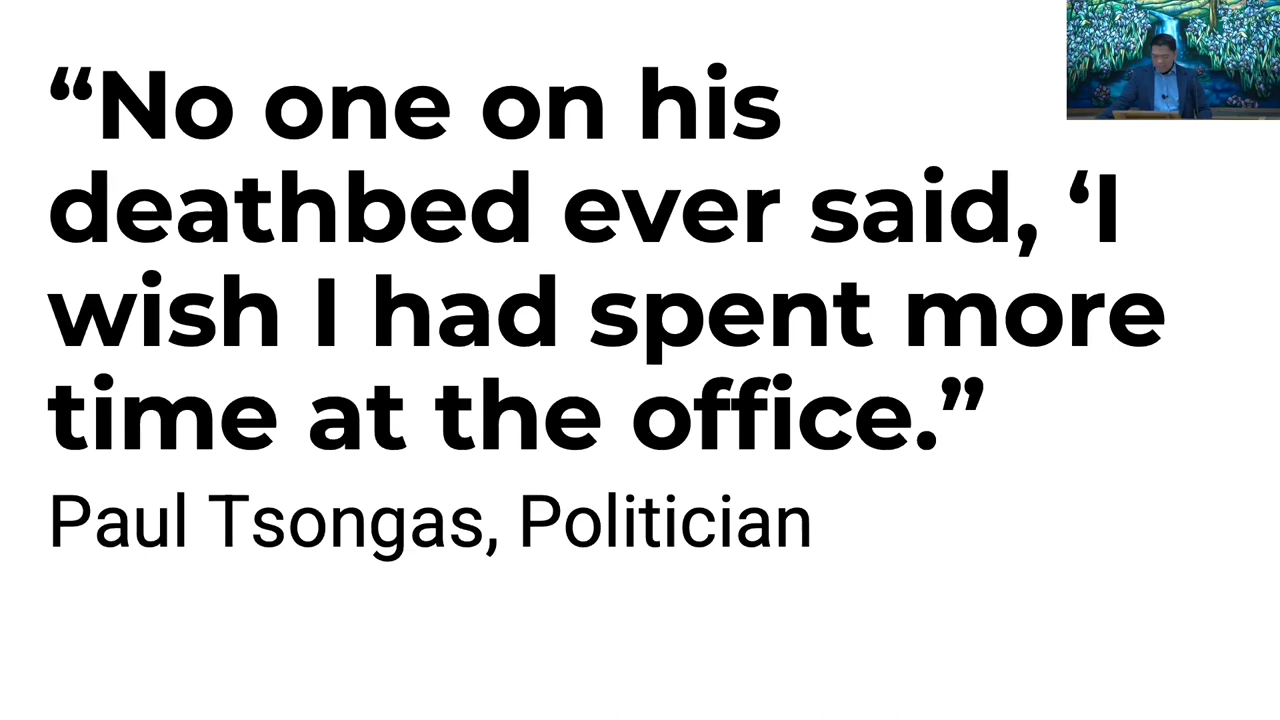 “No one on his
deathbed ever said, ‘I
wish I had spent more
time at the office.”
Paul Tsongas, Politician